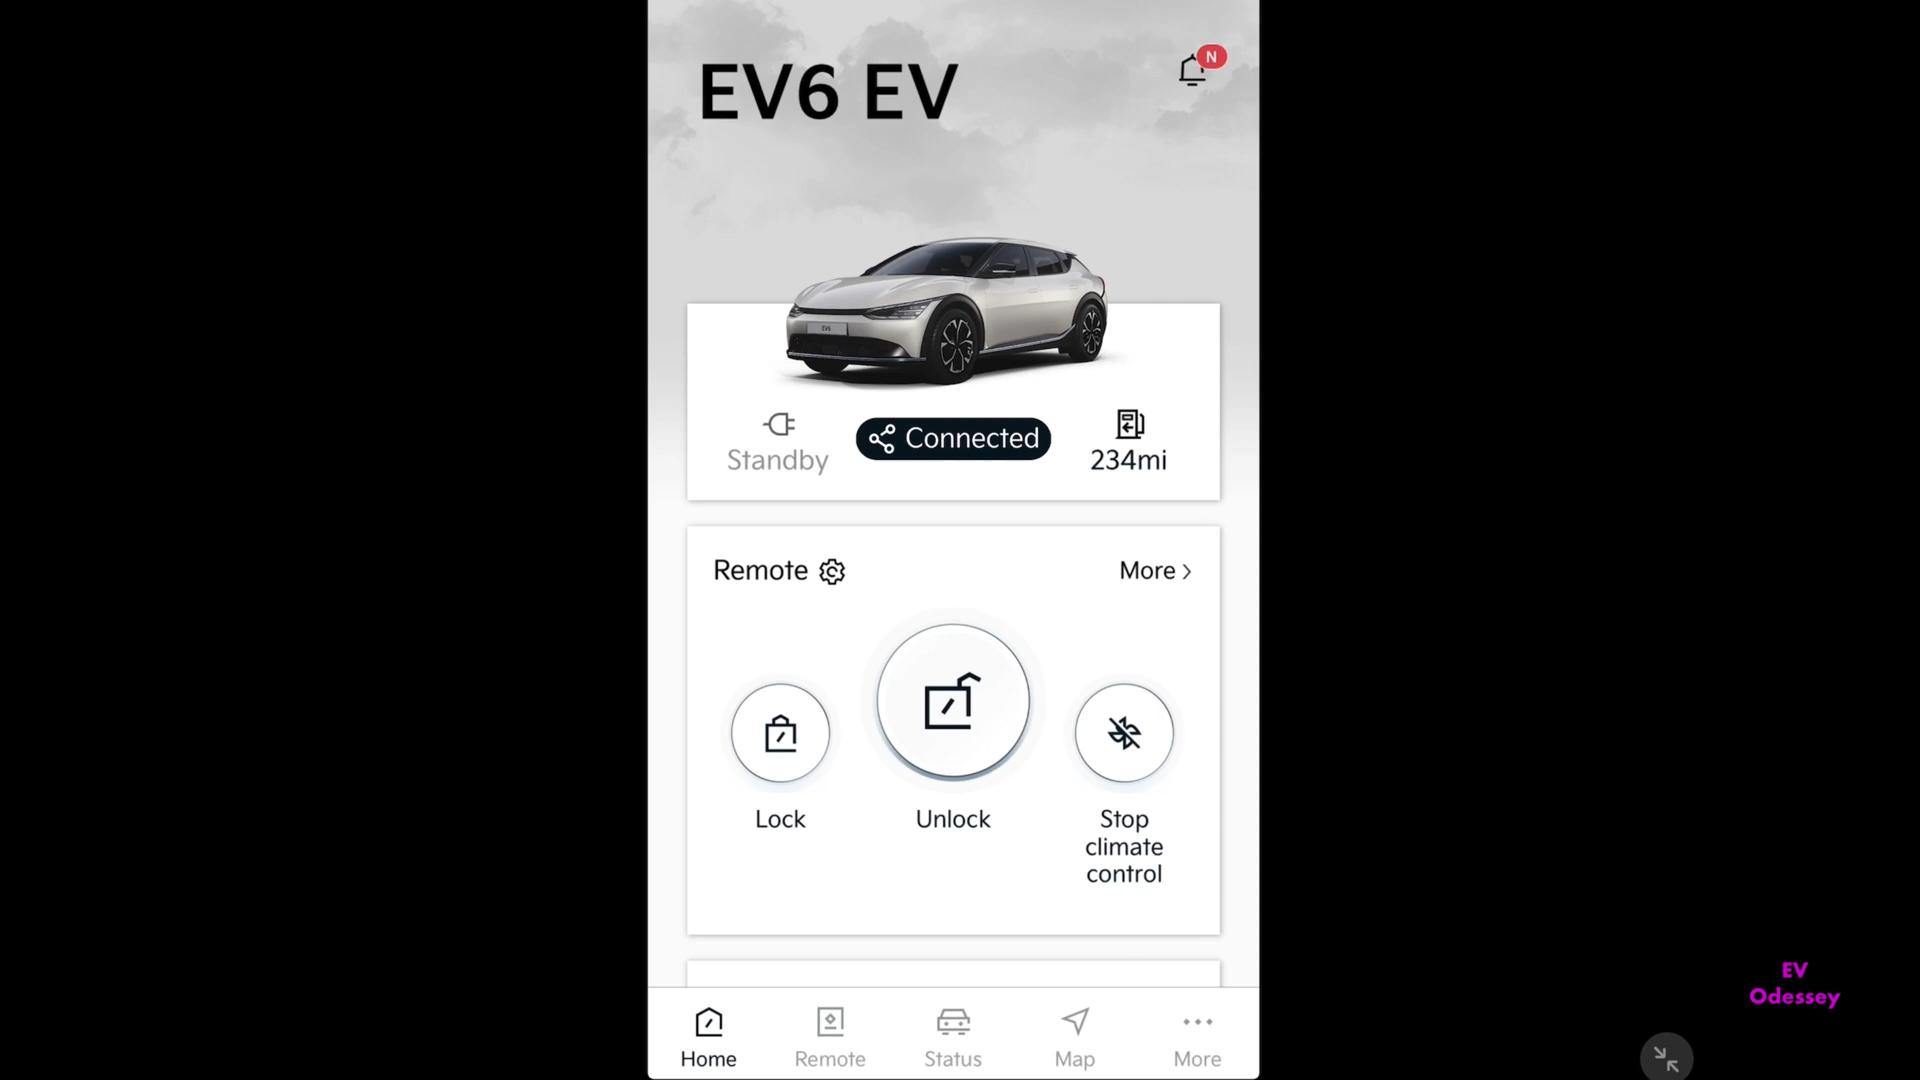 EV6 EV
N
EV6
Standby
Connected
234mi
Remote
More >
Lock
Unlock
Stop
climate
control
Home
Remote
Status
Map
More
EV
Odessey